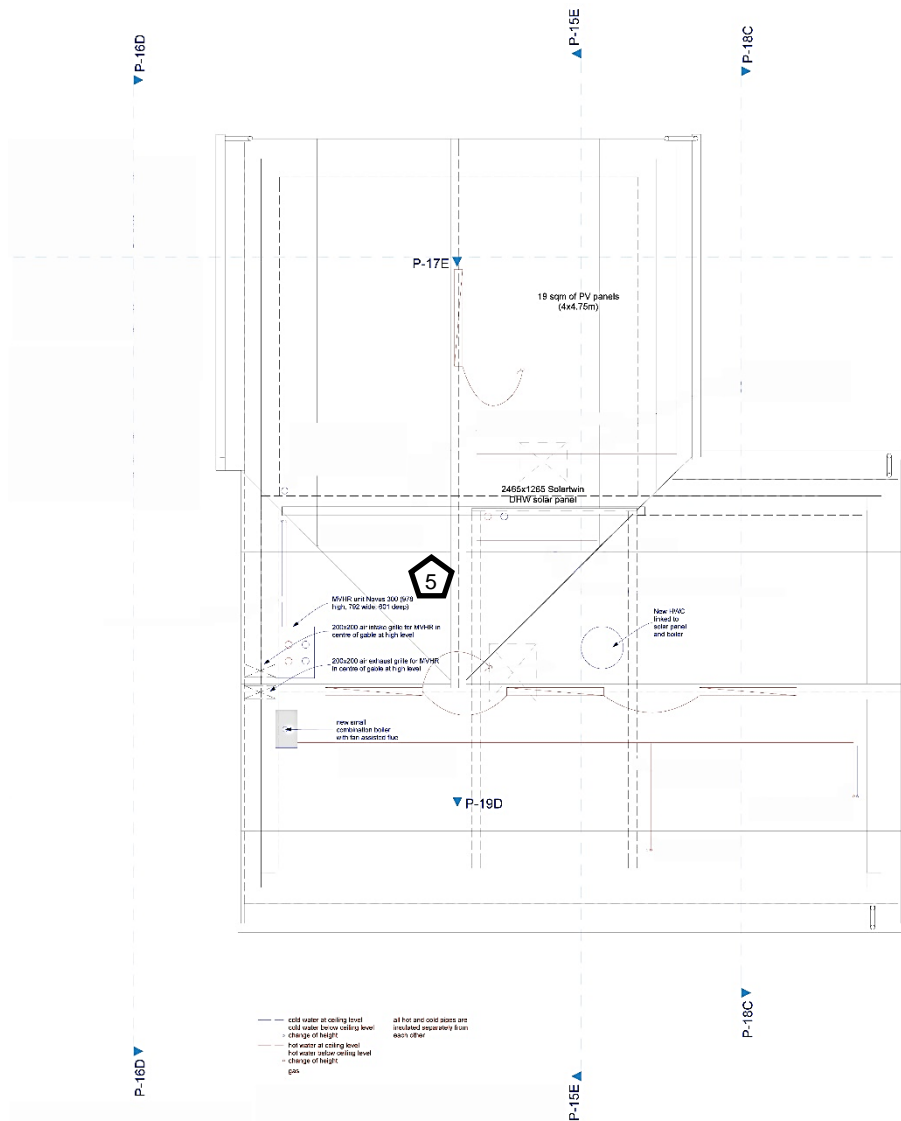 P-16D
P-15E
P-18C
P-17E
19 sqm of PV panels
(4x4.75m)
2465x1265 Solartwin
DHW solar panel
5
MVHR unit Novus 300 (978
high, 792 wide, 601 deep)
200x200 air intake grille for MVHR in
centre of gable at high level
200x200 air exhaust grille for MVHR
in centre of gable at high level
New HWC
linked to
solar panel
and boiler
new small
combination boiler
with fan assisted flue
P-19D
cold water at ceiling level
cold water below ceiling level
change of height
hot water at ceiling level
hot water below ceiling level
change of height
gas
all hot and cold pipes are
insulated separately from
each other
P-16D
P-15E
P-18C